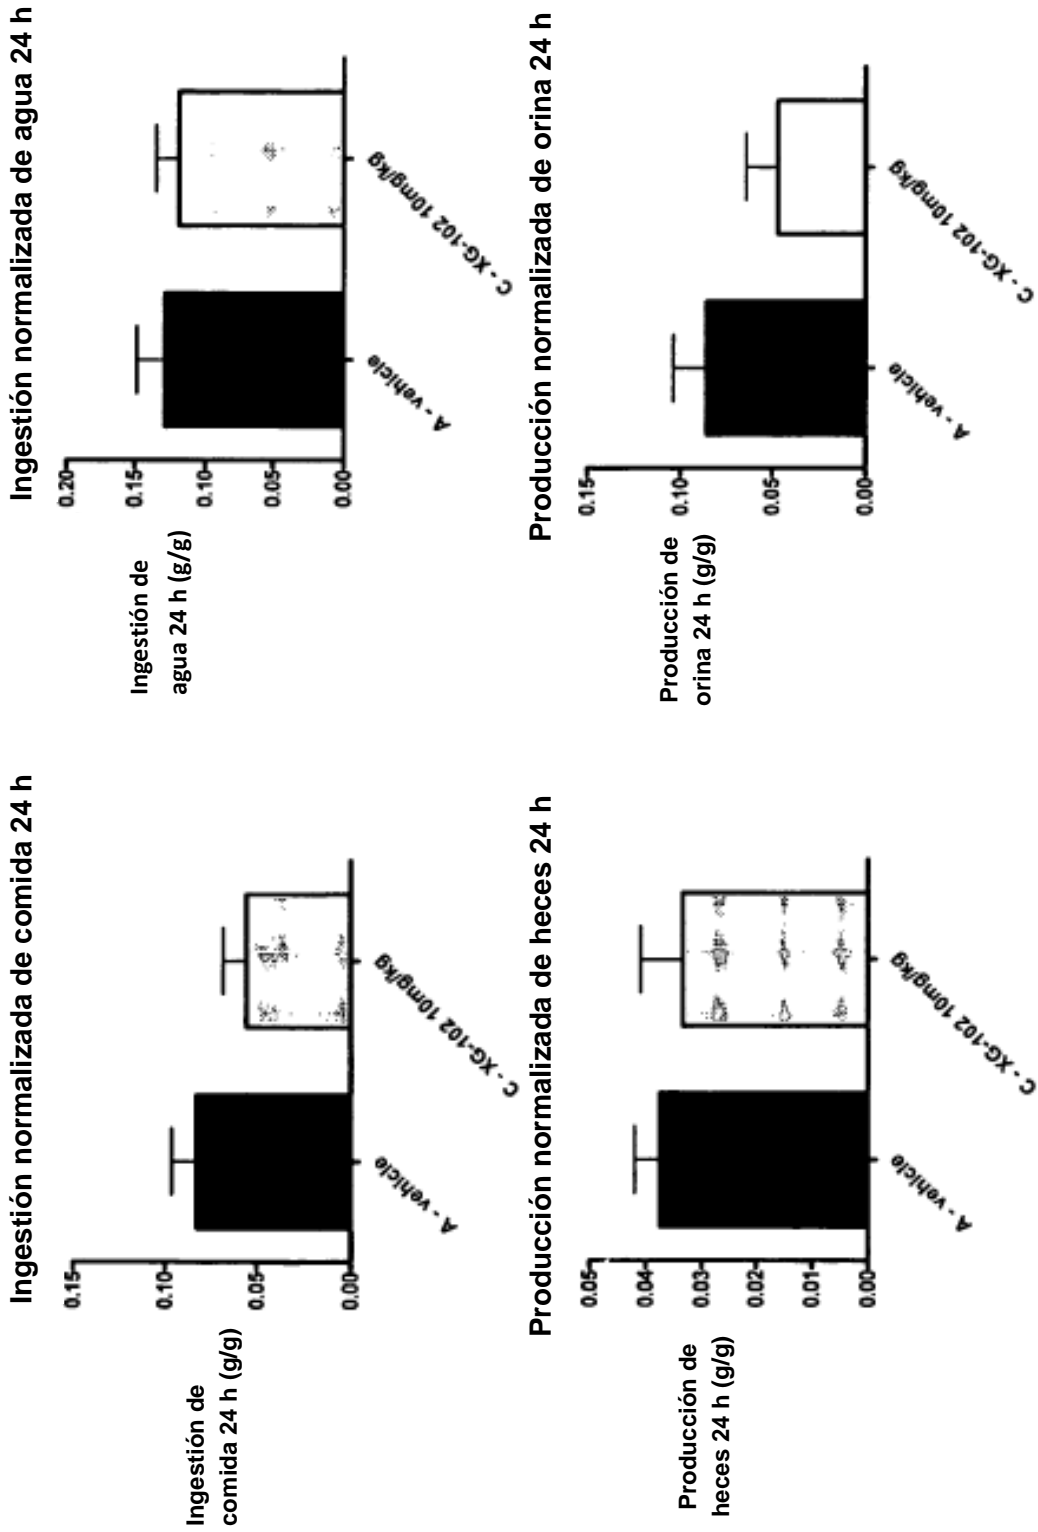 Ingestión normalizada de comida 24 h
Ingestión de
comida 24 h (g/g)
0.15
0.10
0.05
0.00
A - vehicle
C - XG-102 10mg/kg
Ingestión normalizada de agua 24 h
Ingestión de
agua 24 h (g/g)
0.20
0.15
0.10
0.05
0.00
A - vehicle
C - XG-102 10mg/kg
Producción normalizada de heces 24 h
Producción de
heces 24 h (g/g)
0.05
0.04
0.03
0.02
0.01
0.00
A - vehicle
C - XG-102 10mg/kg
Producción normalizada de orina 24 h
Producción de
orina 24 h (g/g)
0.15
0.10
0.05
0.00
A - vehicle
C - XG-102 10mg/kg